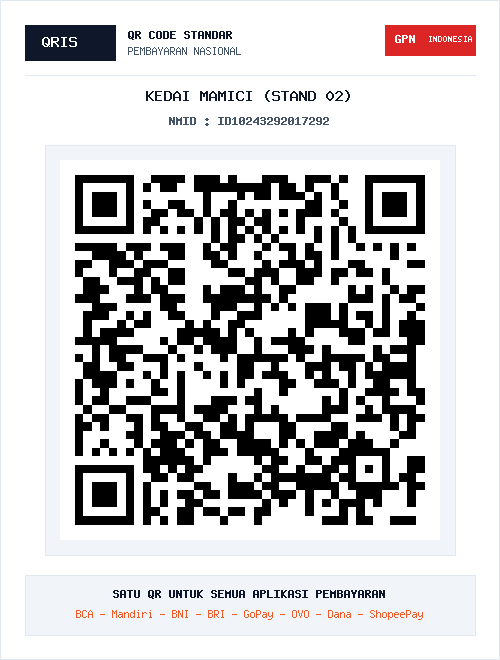 QRIS
QR CODE STANDAR
PEMBAYARAN NASIONAL
GPN INDONESIA
KEDAI MAMICI (STAND 02)
NMID : ID10243292017292
SATU QR UNTUK SEMUA APLIKASI PEMBAYARAN
BCA - Mandiri - BNI - BRI - GoPay - OVO - Dana - ShopeePay